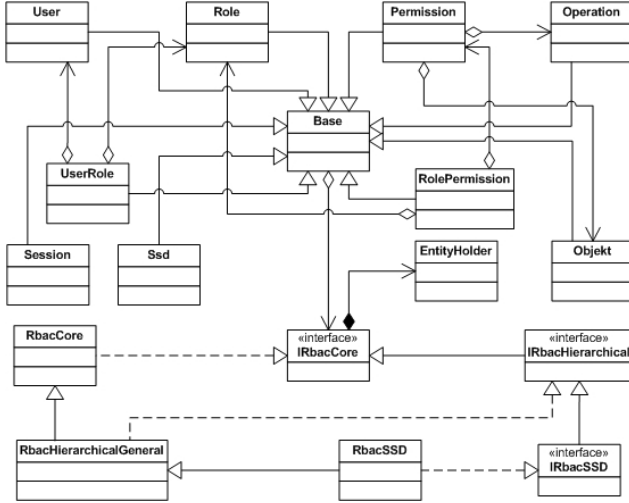 User
Role
Permission
Operation
Base
UserRole
RolePermission
Session
Ssd
EntityHolder
Objekt
RbacCore
«interface»
IRbacCore
«interface»
IRbacHierarchical
RbacHierarchicalGeneral
RbacSSD
«interface»
IRbacSSD